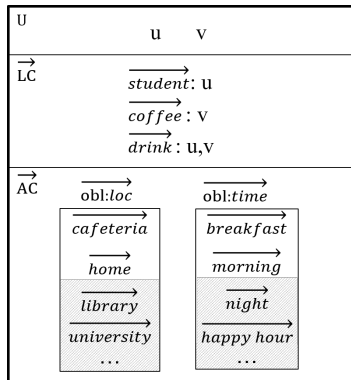 U
u v
LC
student: u
coffee: v
drink: u,v
AC
obl:loc obl:time
cafeteria breakfast
home morning
library night
university happy hour
... ...